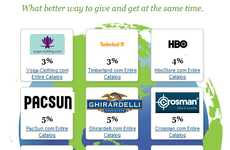 What better way to give and get at the same time.
yoga-clothing.com
Timberland
HBO
3%
3%
4%
Yoga-Clothing.com Entire Catalog
Timberland.com Entire Catalog
HboStore.com Entire Catalog
PACSUN
GHIRARDELLI
Crosman
5%
5%
5%
PacSun.com Entire Catalog
Ghirardelli.com Entire Catalog
Crosman.com Entire Catalog